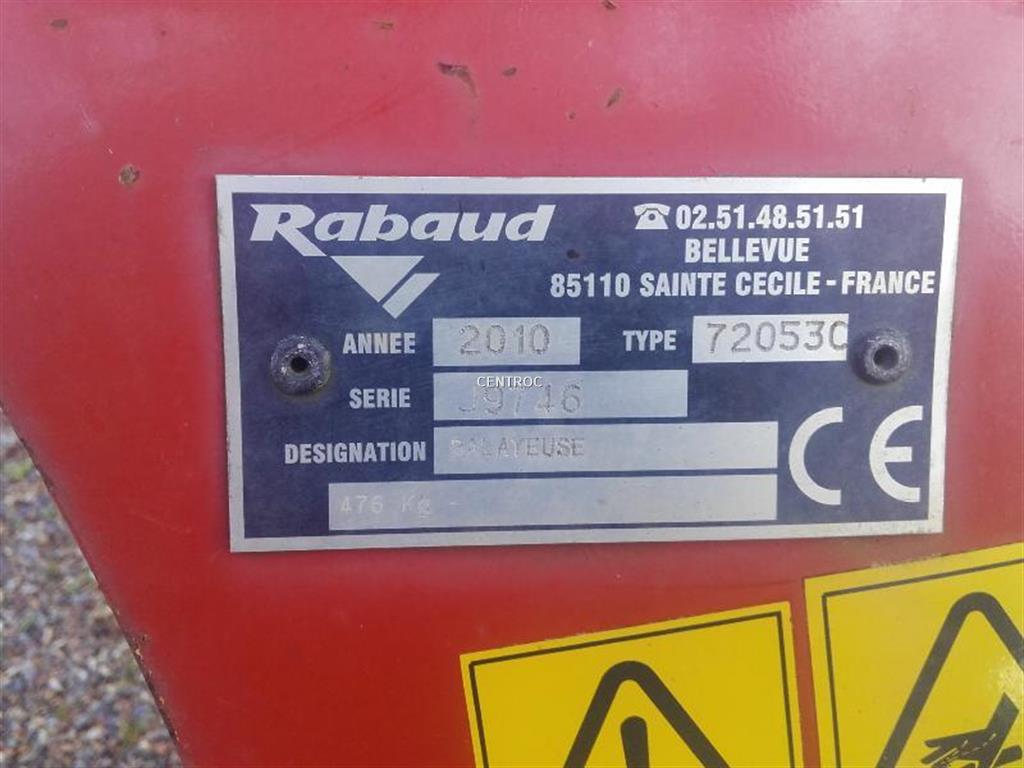 Rabaud
☎ 02.51.48.51.51
BELLEVUE
85110 SAINTE CECILE - FRANCE
ANNEE 2010 TYPE 72053C
SERIE J9746
CENTROC
DESIGNATION BALAYEUSE
476 Kg -
CE